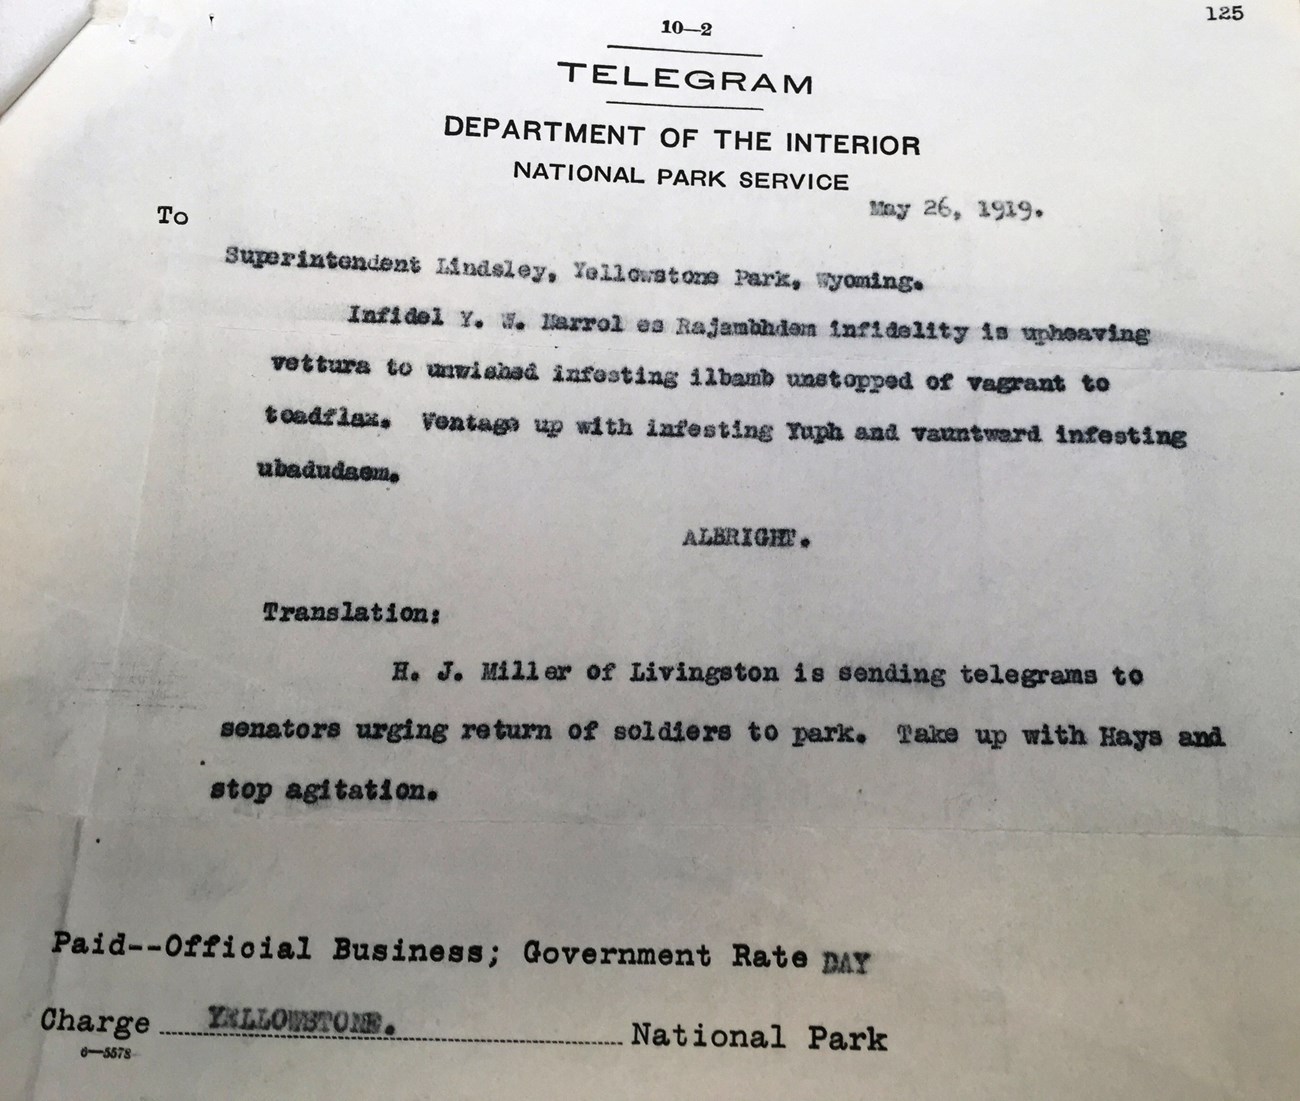 125
10—2
TELEGRAM
DEPARTMENT OF THE INTERIOR
NATIONAL PARK SERVICE
May 26, 1919.
To
Superintendent Lindsley, Yellowstone Park, Wyoming.
Infidel Y. W. Narrol es Rajambhdem infidelity is upheaving
vettura to unwished infesting ilbamb unstopped of vagrant to
toadflax. Ventage up with infesting Yuph and vauntward infesting
ubadudaem.
ALBRIGHT.
Translation:
H. J. Miller of Livingston is sending telegrams to
senators urging return of soldiers to park. Take up with Hays and
stop agitation.
Paid--Official Business; Government Rate DAY
Charge YELLOWSTONE. National Park
6—5578